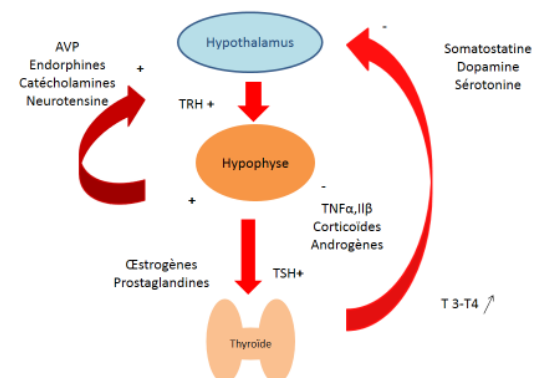 AVP
Endorphines
Catécholamines
Neurotensine
+
Hypothalamus
-
Somatostatine
Dopamine
Sérotonine
TRH +
Hypophyse
+
-
TNFα,Ilβ
Corticoïdes
Androgènes
Œstrogènes
Prostaglandines
TSH+
T 3-T4
Thyroïde